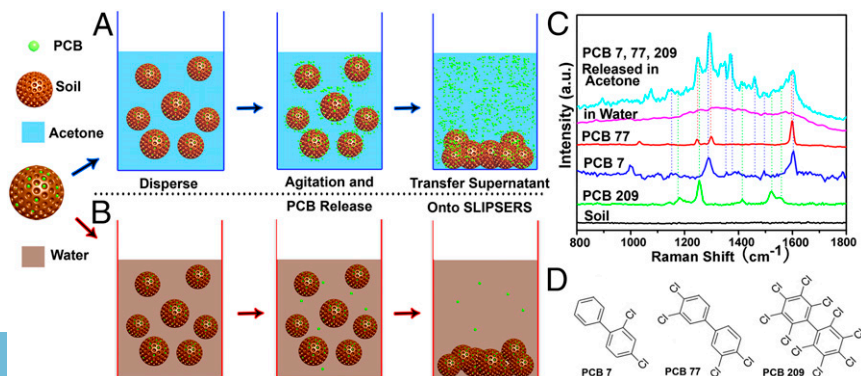 A
PCB
Soil
Acetone
Disperse
Agitation and
PCB Release
Transfer Supernatant
Onto SLIPSERS
B
Water
C
PCB 7, 77, 209
Released in
Acetone
in Water
PCB 77
PCB 7
PCB 209
Soil
Intensity (a.u.)
800 1000 1200 1400 1600 1800
Raman Shift (cm⁻¹)
D
Cl Cl
PCB 7
Cl Cl Cl Cl
PCB 77
Cl Cl Cl Cl Cl Cl Cl Cl Cl Cl
PCB 209